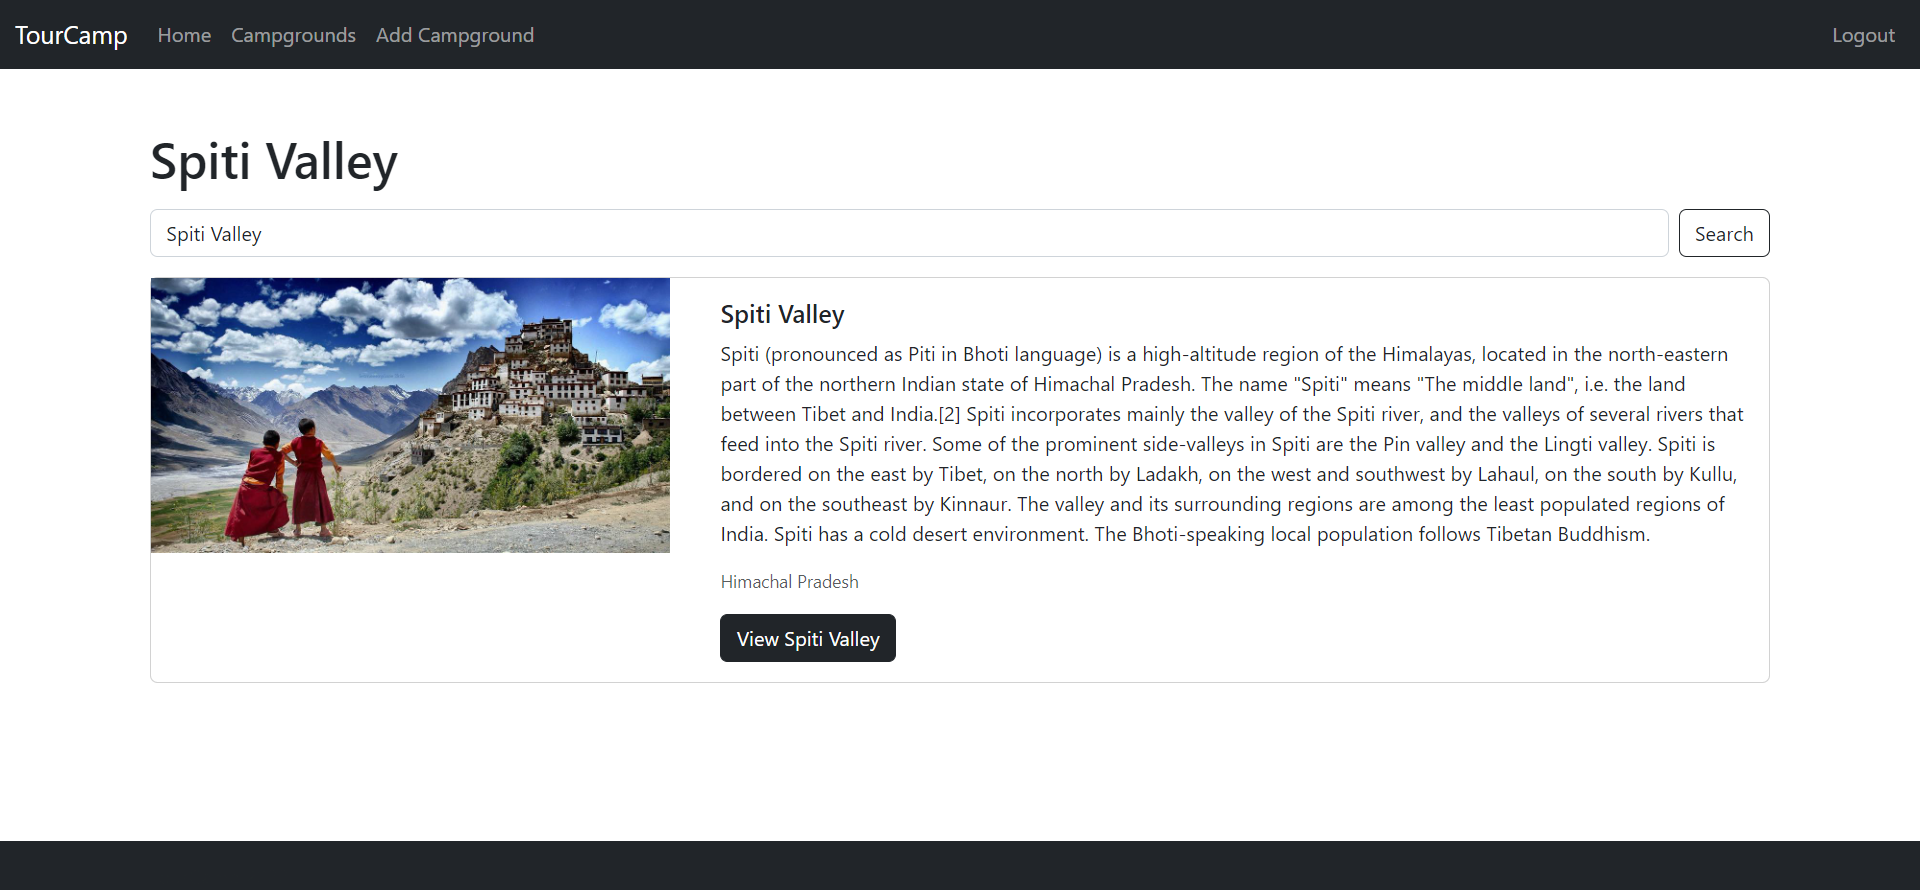 TourCamp Home Campgrounds Add Campground Logout
Spiti Valley
Spiti Valley Search
Spiti Valley
Spiti (pronounced as Piti in Bhoti language) is a high-altitude region of the Himalayas, located in the north-eastern
part of the northern Indian state of Himachal Pradesh. The name "Spiti" means "The middle land", i.e. the land
between Tibet and India.[2] Spiti incorporates mainly the valley of the Spiti river, and the valleys of several rivers that
feed into the Spiti river. Some of the prominent side-valleys in Spiti are the Pin valley and the Lingti valley. Spiti is
bordered on the east by Tibet, on the north by Ladakh, on the west and southwest by Lahaul, on the south by Kullu,
and on the southeast by Kinnaur. The valley and its surrounding regions are among the least populated regions of
India. Spiti has a cold desert environment. The Bhoti-speaking local population follows Tibetan Buddhism.
Himachal Pradesh
View Spiti Valley